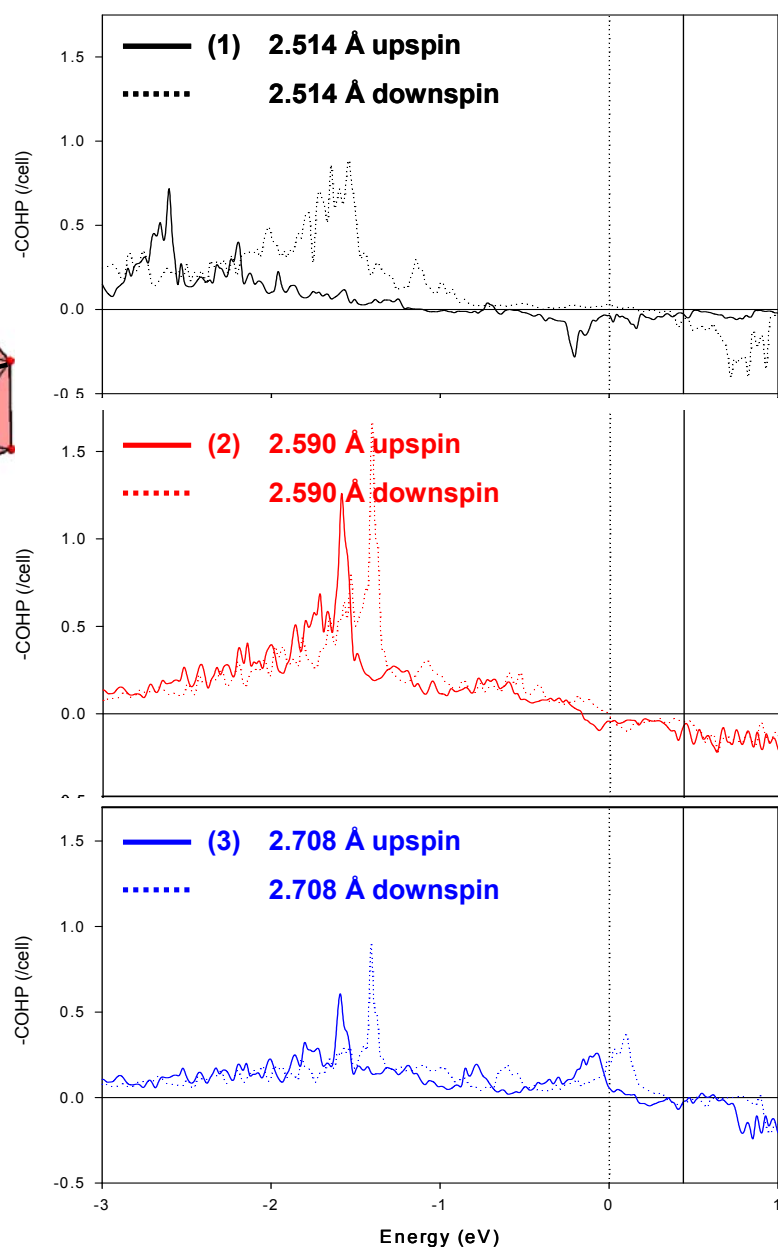 1.5
1.0
0.5
0.0
-0.5
-COHP (/cell)
(1) 2.514 Å upspin
2.514 Å downspin
1.5
1.0
0.5
0.0
-0.5
-COHP (/cell)
(2) 2.590 Å upspin
2.590 Å downspin
1.5
1.0
0.5
0.0
-0.5
-COHP (/cell)
(3) 2.708 Å upspin
2.708 Å downspin
-3 -2 -1 0 1
Energy (eV)